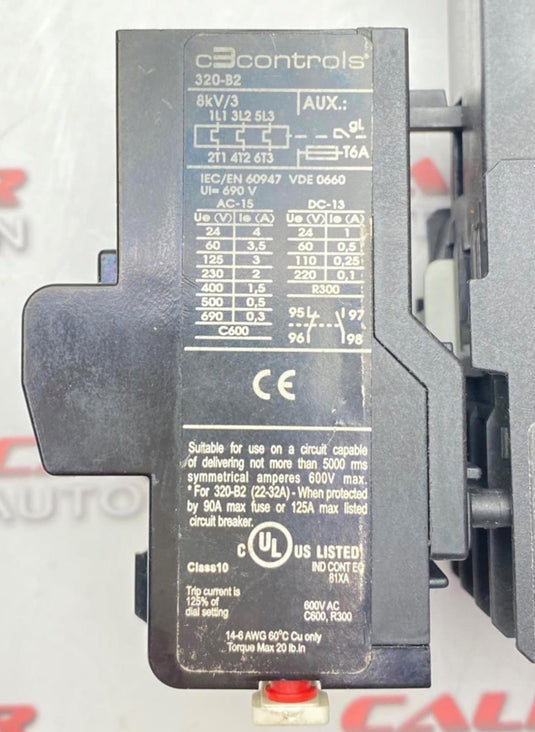 c3controls
320-B2
8kV/3 AUX.:
1L1 3L2 5L3
gL
T6A
2T1 4T2 6T3
IEC/EN 60947 VDE 0660
UI= 690 V
AC-15 DC-13
Ue (V) Ie (A) Ue (V) Ie (A)
24 4 24 1
60 3,5 60 0,5
125 3 110 0,25
230 2 220 0,1
400 1,5 R300
500 0,5
690 0,3
C600
95 97
96 98
CE
Suitable for use on a circuit capable
of delivering not more than 5000 rms
symmetrical amperes 600V max.
* For 320-B2 (22-32A) - When protected
by 90A max fuse or 125A max listed
circuit breaker.
C UL US LISTED
Class10 IND CONT EQ
61XA
Trip current is
125% of
dial setting
600V AC
C600, R300
14-6 AWG 60°C Cu only
Torque Max 20 lb.in
AUTO